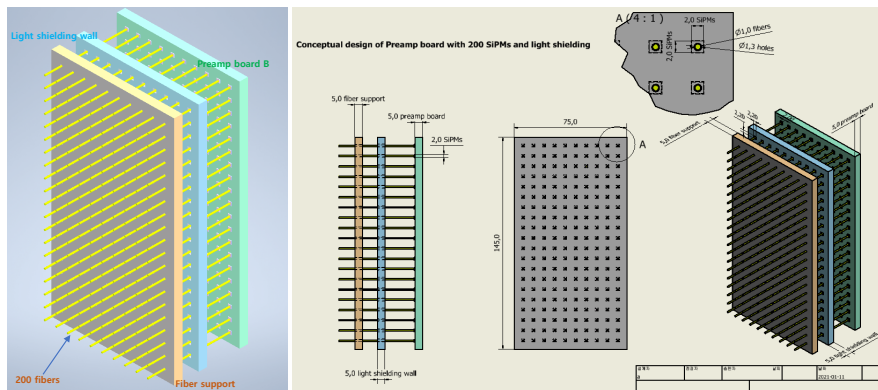 Light shielding wall
Preamp board B
200 fibers
Fiber support
Conceptual design of Preamp board with 200 SiPMs and light shielding
A ( 4 : 1 )
2,0 SiPMs
2,0 SiPMs
Ø1,0 fibers
Ø1,3 holes
5,0 fiber support
5,0 preamp board
2,0 SiPMs
5,0 light shielding wall
75,0
145,0
A
5,0 fiber support
5,0 preamp board
5,0 light shielding wall
2021-01-11